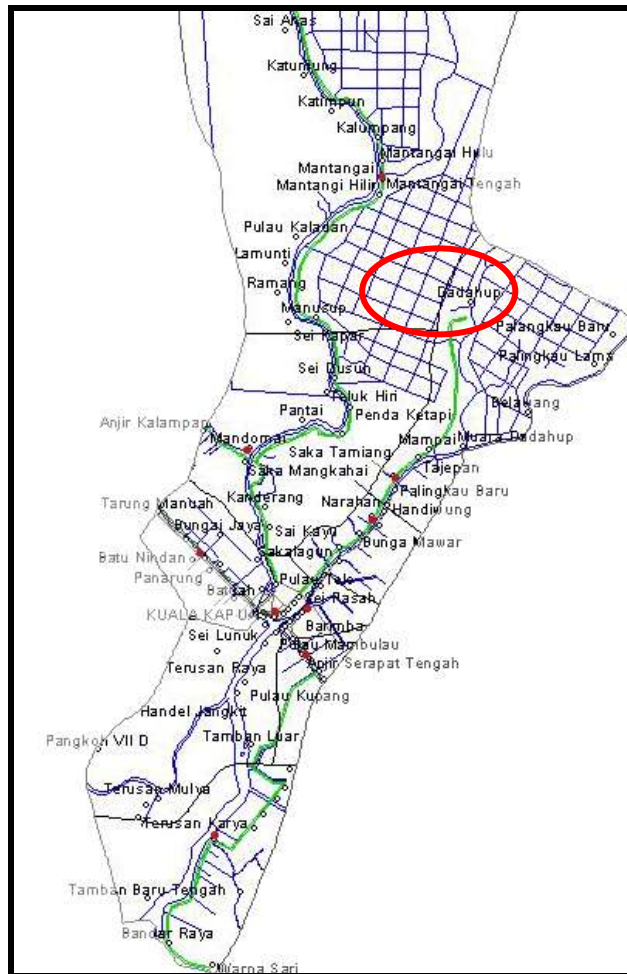 Sai Ahas
Katunjung
Katimpun
Kalumpang
Mantangai Hulu
Mantangai
Mantangi Hilir
Mantangai Tengah
Pulau Kaladan
Lamunti
Ramang
Dadahup
Manusup
Palangkau Baru
Sei Kapar
Palingkau Lama
Sei Dusun
Teluk Hiri
Belawang
Pantai
Penda Ketapi
Anjir Kalampan
Mandomai
Saka Tamiang
Mampai
Muara Dadahup
Saka Mangkahai
Tajepan
Kanderang
Palingkau Baru
Tarung Manuah
Narahan
Handiwung
Bungai Jaya
Sai Kayu
Bunga Mawar
Batu Nindan
Sakalagun
Panarung
Pulau Telo
Batsah
Sei Rasah
KUALA KAPUAS
Barimba
Sei Lunuk
Pulau Mambulau
Anjir Serapat Tengah
Terusan Raya
Pulau Kupang
Handel Jangkit
Pangkoh VII D
Tamban Luar
Terusan Mulya
Terusan Karya
Tamban Baru Tengah
Bandar Raya
Warna Sari